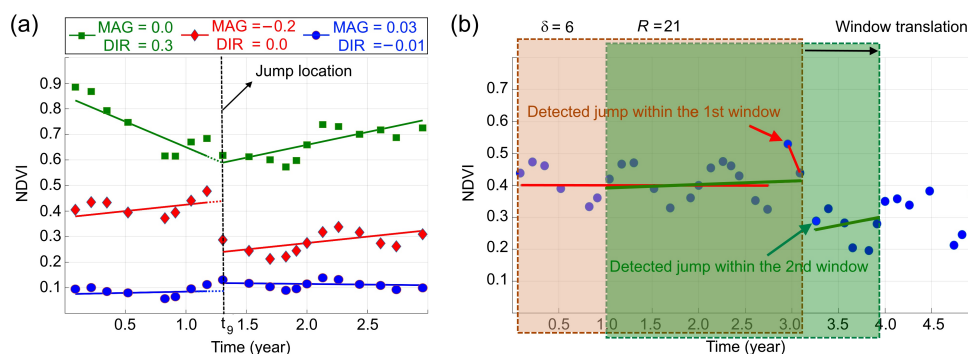 (a)
MAG = 0.0 MAG =−0.2 MAG = 0.03
DIR = 0.3 DIR = 0.0 DIR =−0.01
Jump location
0.9
0.8
0.7
0.6
0.5
0.4
0.3
0.2
0.1
NDVI
0.5 1.0 t9 1.5 2.0 2.5
Time (year)
(b)
δ = 6 R = 21 Window translation
Detected jump within the 1st window
Detected jump within the 2nd window
0.7
0.6
0.5
0.4
0.3
0.2
0.1
NDVI
0.5 1.0 1.5 2.0 2.5 3.0 3.5 4.0 4.5
Time (year)